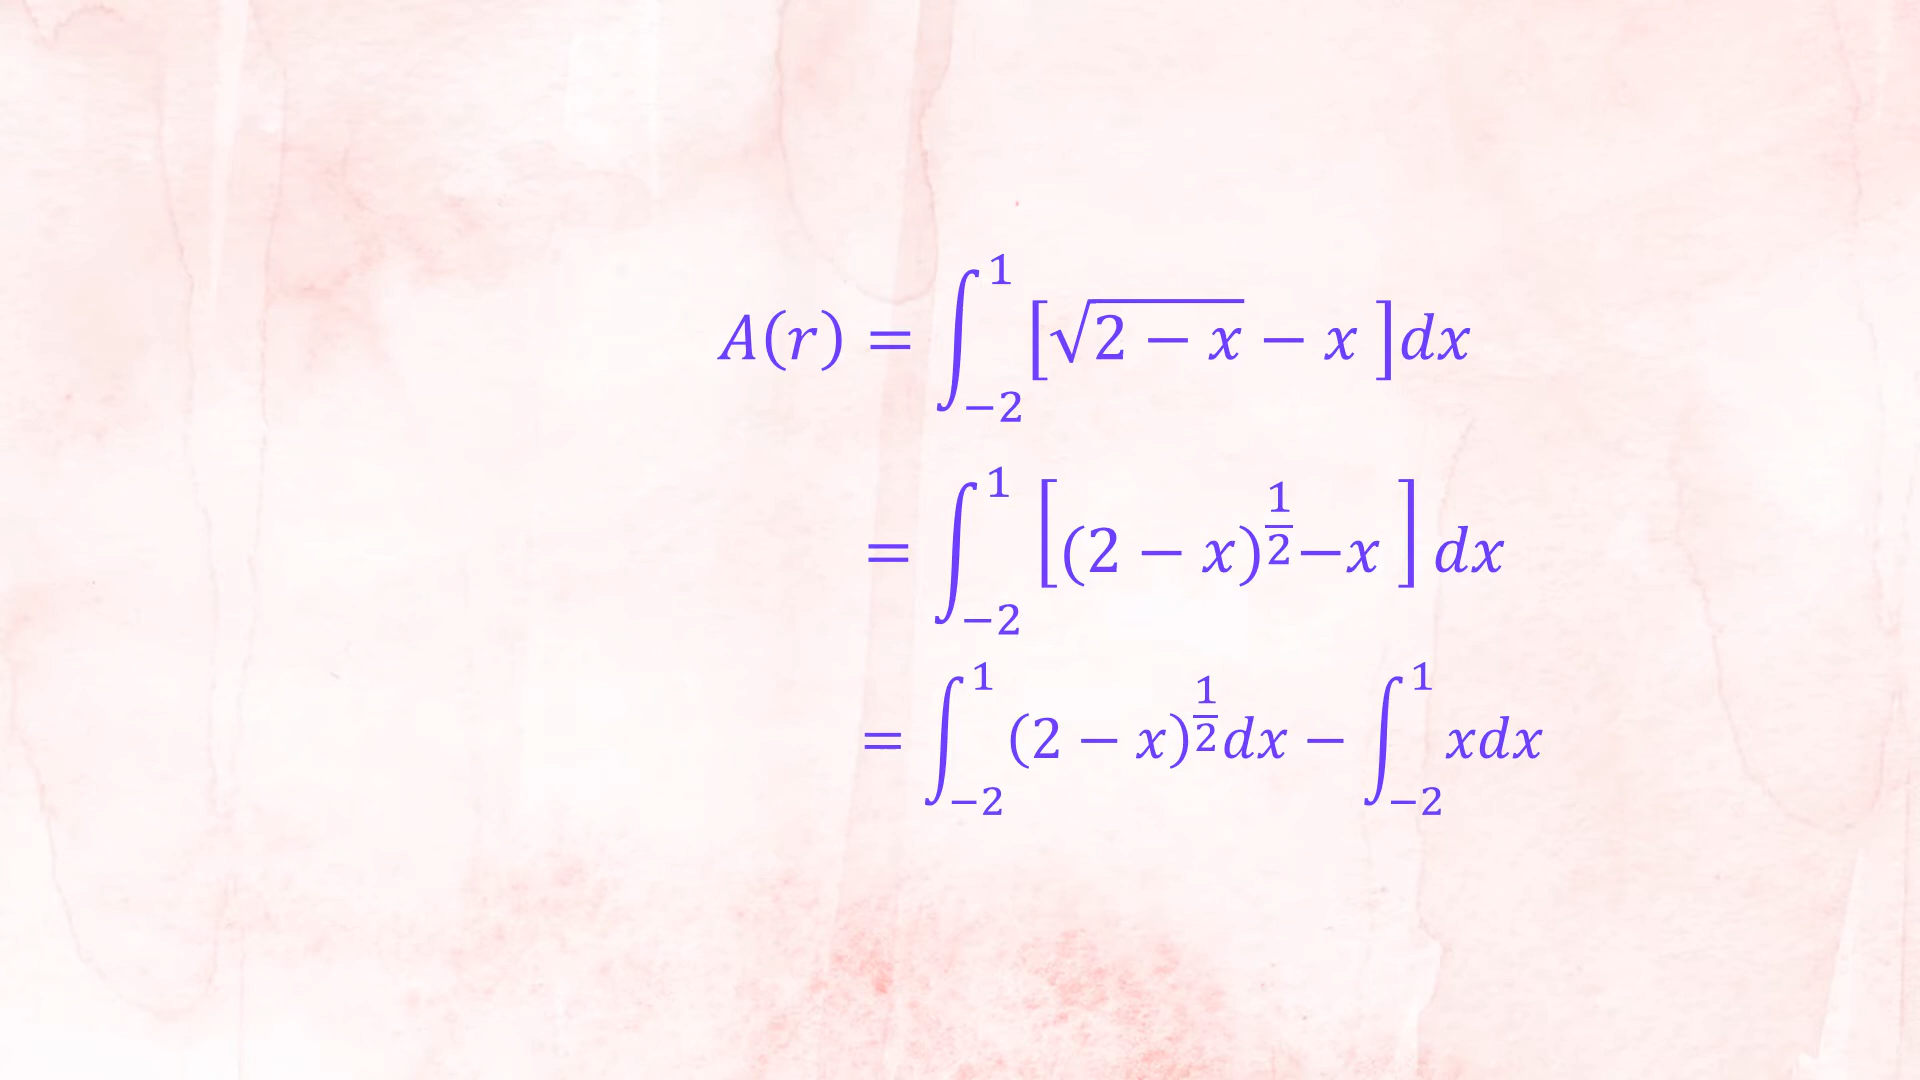 A(r) = ∫_{-2}^{1} [√(2 − x) − x ]dx
= ∫_{-2}^{1} [(2 − x)^{1/2}−x ] dx
= ∫_{-2}^{1} (2 − x)^{1/2}dx − ∫_{-2}^{1} xdx